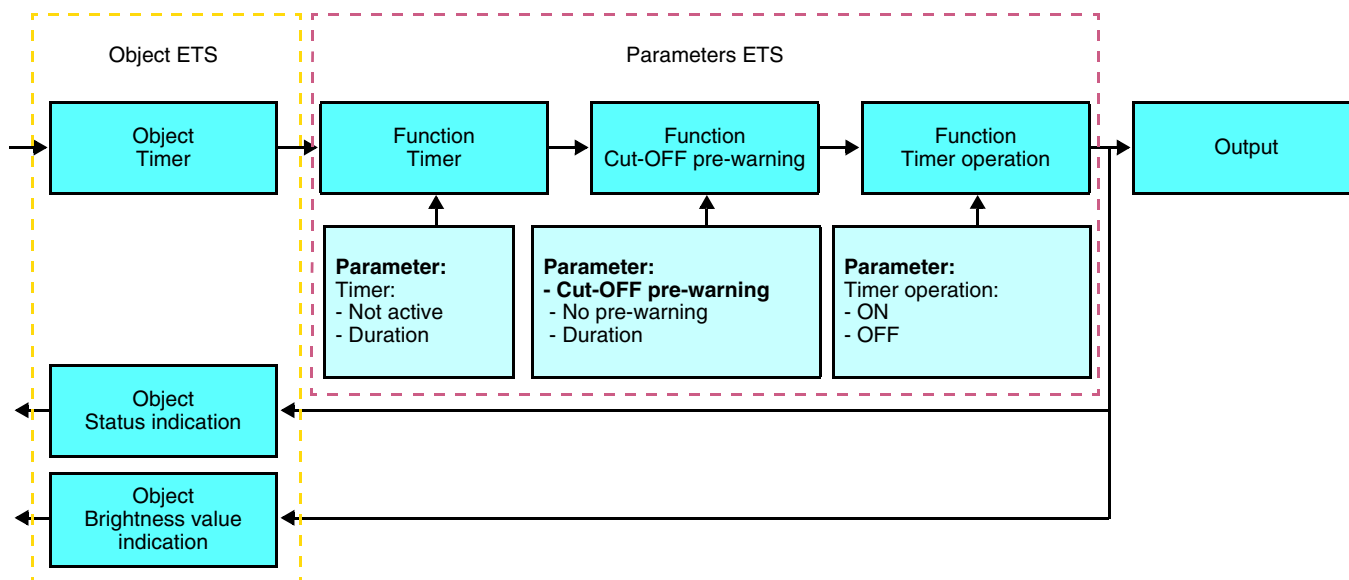 Object ETS
Parameters ETS
Object
Timer
Function
Timer
Function
Cut-OFF pre-warning
Function
Timer operation
Output
Parameter:
Timer:
- Not active
- Duration
Parameter:
- Cut-OFF pre-warning
- No pre-warning
- Duration
Parameter:
Timer operation:
- ON
- OFF
Object
Status indication
Object
Brightness value
indication